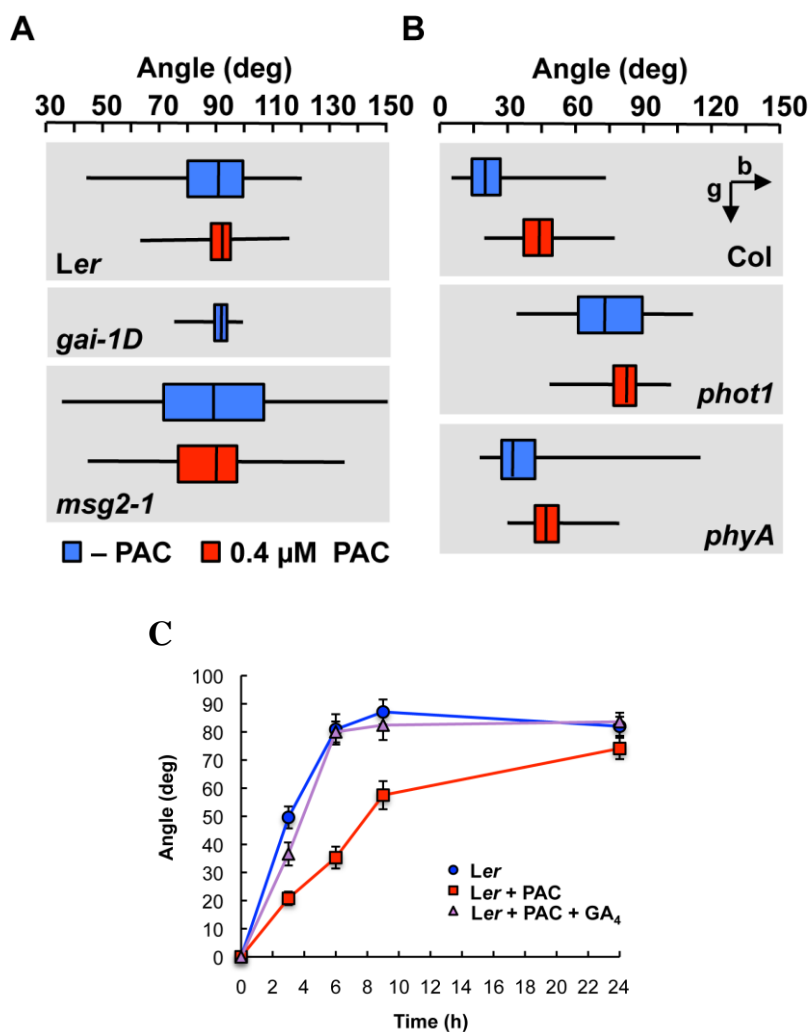 A
B
Angle (deg)
Angle (deg)
30 50 70 90 110 130 150
0 30 60 90 120 150
Ler
gai-1D
msg2-1
b
g
Col
phot1
phyA
– PAC 0.4 µM PAC
C
Angle (deg)
100
90
80
70
60
50
40
30
20
10
0
Ler
Ler + PAC
Ler + PAC + GA₄
0 2 4 6 8 10 12 14 16 18 20 22 24
Time (h)